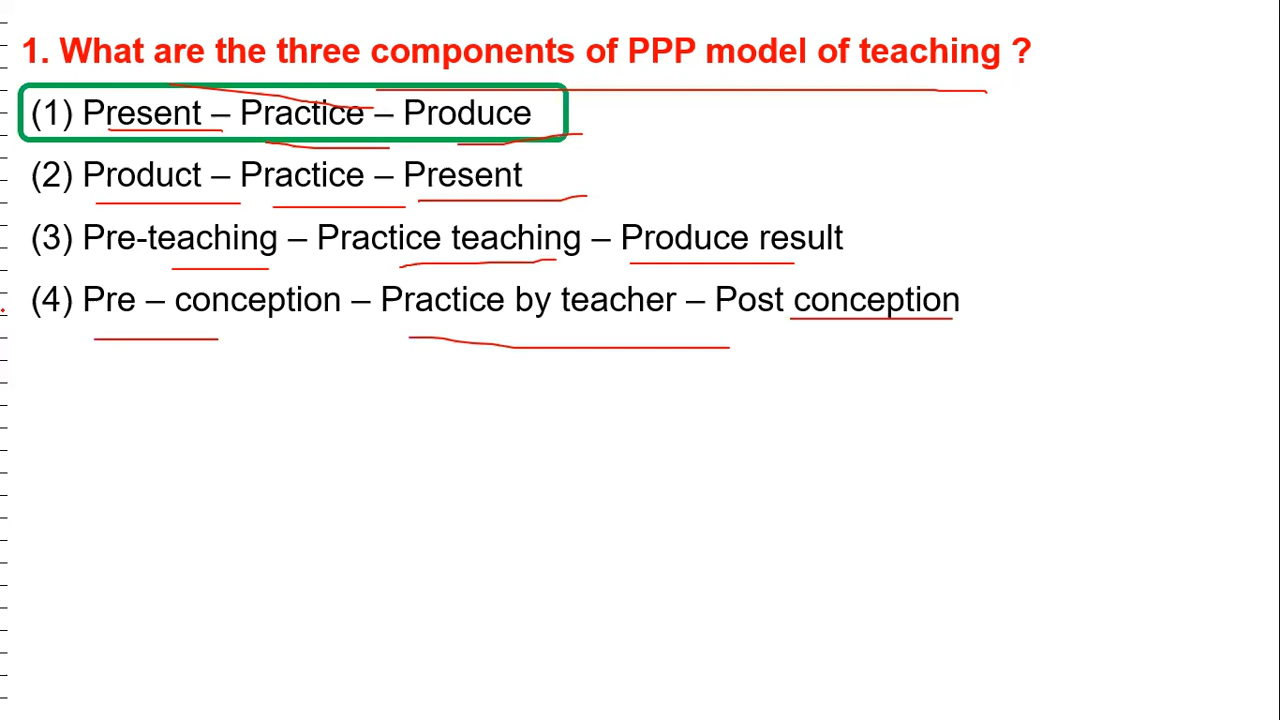 1. What are the three components of PPP model of teaching ?
(1) Present – Practice – Produce
(2) Product – Practice – Present
(3) Pre-teaching – Practice teaching – Produce result
(4) Pre – conception – Practice by teacher – Post conception